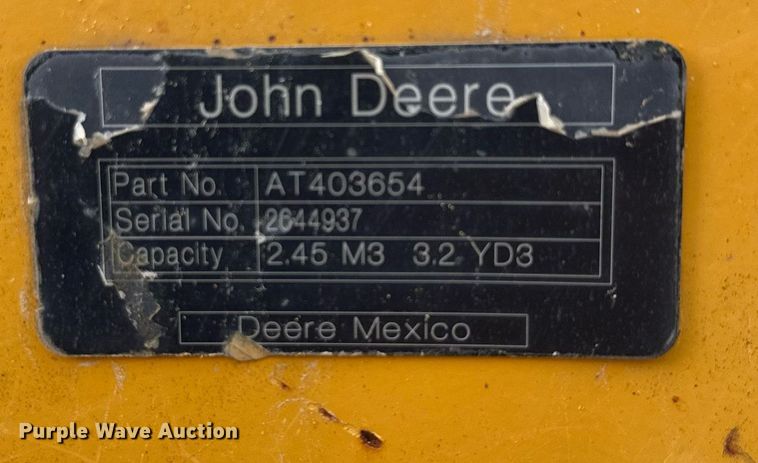 John Deere
Part No. AT403654
Serial No. 2644937
Capacity 2.45 M3 3.2 YD3
Deere Mexico
Purple Wave Auction